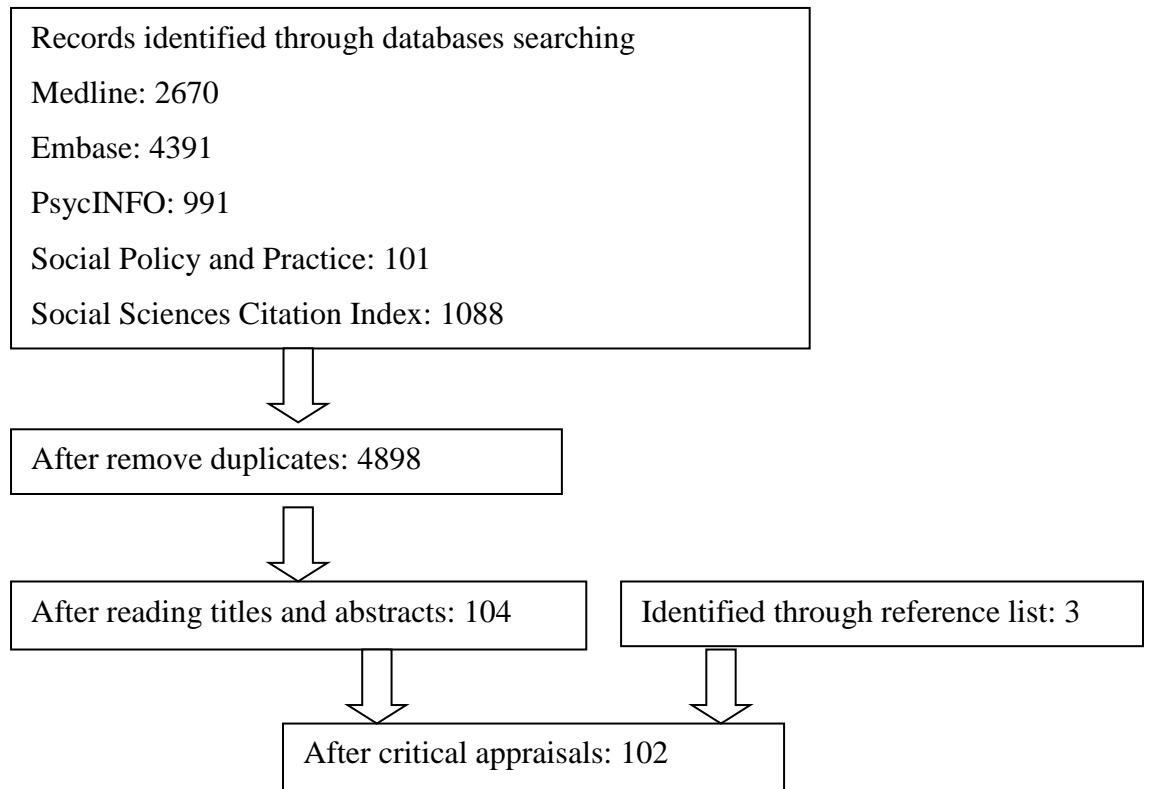 Records identified through databases searching
Medline: 2670
Embase: 4391
PsycINFO: 991
Social Policy and Practice: 101
Social Sciences Citation Index: 1088
After remove duplicates: 4898
After reading titles and abstracts: 104
Identified through reference list: 3
After critical appraisals: 102